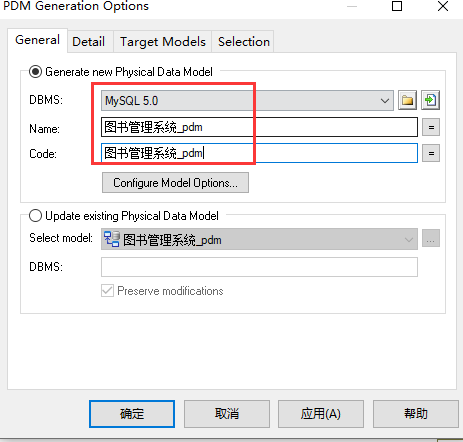 PDM Generation Options
General Detail Target Models Selection
Generate new Physical Data Model
DBMS: MySQL 5.0
Name: 图书管理系统_pdm =
Code: 图书管理系统_pdm =
Configure Model Options...
Update existing Physical Data Model
Select model: 图书管理系统_pdm ...
DBMS:
Preserve modifications
确定 取消 应用(A) 帮助